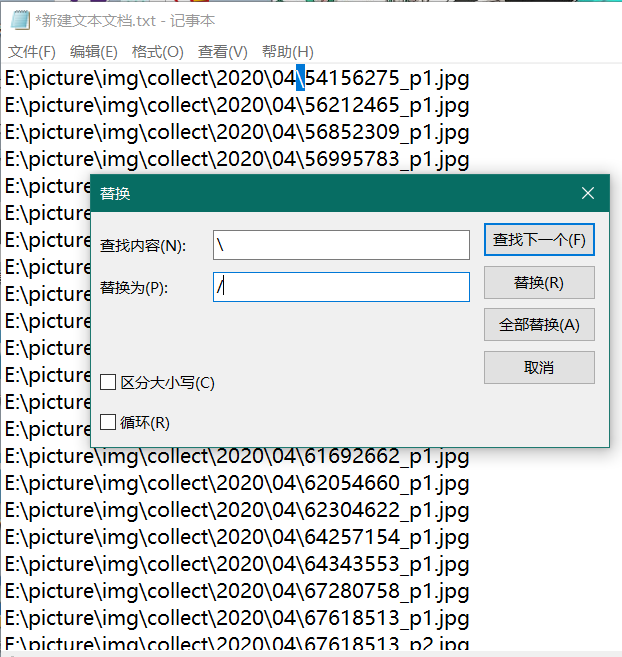 *新建文本文档.txt - 记事本
文件(F) 编辑(E) 格式(O) 查看(V) 帮助(H)
E:\picture\img\collect\2020\04\54156275_p1.jpg
E:\picture\img\collect\2020\04\56212465_p1.jpg
E:\picture\img\collect\2020\04\56852309_p1.jpg
E:\picture\img\collect\2020\04\56995783_p1.jpg
E:\picture
E:\picture
E:\picture
E:\picture
E:\picture
E:\picture
E:\picture
E:\picture
E:\picture
E:\picture
替换
查找内容(N): \
查找下一个(F)
替换为(P): /
替换(R)
全部替换(A)
取消
区分大小写(C)
循环(R)
E:\picture\img\collect\2020\04\61692662_p1.jpg
E:\picture\img\collect\2020\04\62054660_p1.jpg
E:\picture\img\collect\2020\04\62304622_p1.jpg
E:\picture\img\collect\2020\04\64257154_p1.jpg
E:\picture\img\collect\2020\04\64343553_p1.jpg
E:\picture\img\collect\2020\04\67280758_p1.jpg
E:\picture\img\collect\2020\04\67618513_p1.jpg
E:\picture\img\collect\2020\04\67618513_p2.jpg